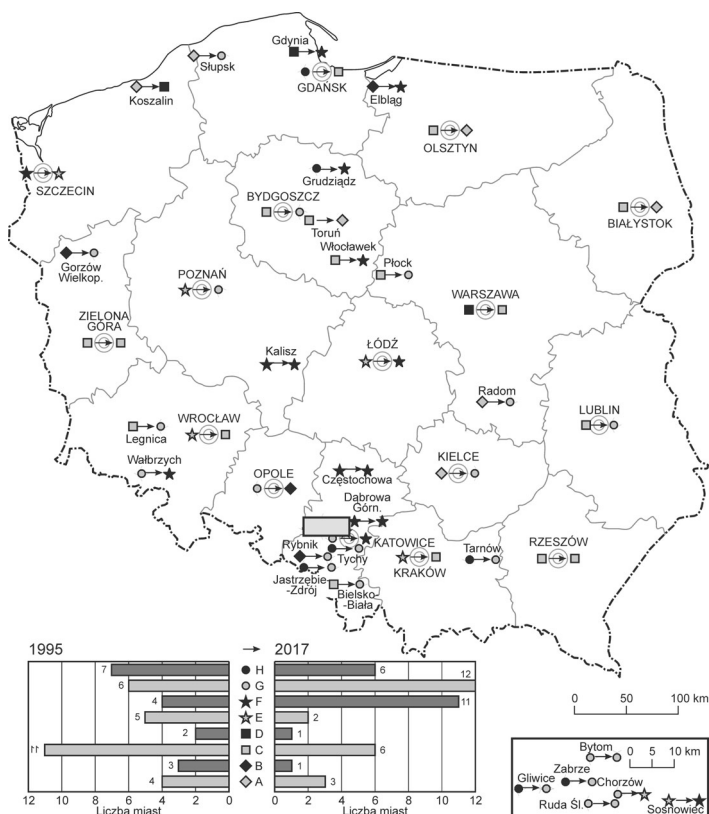 Gdynia
Słupsk
GDAŃSK
Koszalin
Elbląg
OLSZTYN
SZCZECIN
Grudziądz
BYDGOSZCZ
Toruń
BIAŁYSTOK
Włocławek
Gorzów
Wielkop.
Płock
POZNAŃ
WARSZAWA
ZIELONA
GÓRA
ŁÓDŹ
Kalisz
Radom
LUBLIN
Legnica
WROCŁAW
KIELCE
Wałbrzych
OPOLE
Częstochowa
Dąbrowa
Górn.
KATOWICE
Rybnik
Tychy
Tarnów
RZESZÓW
KRAKÓW
Jastrzębie
-Zdrój
Bielsko
-Biała
1995
2017
7 H 6
6 G 12
4 F 11
5 E 2
2 D 1
11 C 6
3 B 1
4 A 3
12 10 8 6 4 2 0
0 2 4 6 8 10 12
Liczba miast
Liczba miast
0 50 100 km
Bytom
0 5 10 km
Zabrze
Gliwice
Chorzów
Ruda Śl.
Sosnowiec